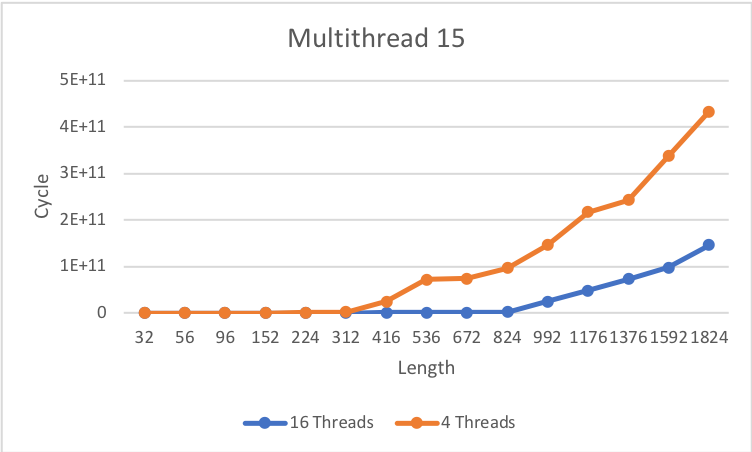 Multithread 15
5E+11
4E+11
3E+11
2E+11
1E+11
0
Cycle
32 56 96 152 224 312 416 536 672 824 992 1176 1376 1592 1824
Length
16 Threads 4 Threads